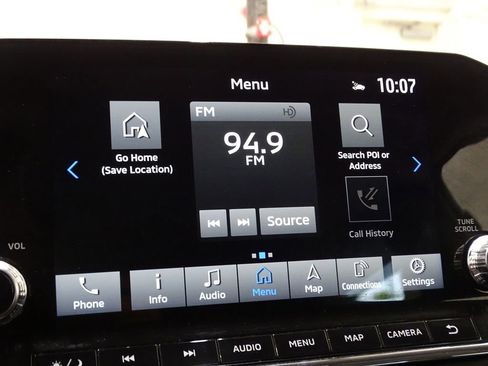 Menu
10:07
FM
HD
94.9
FM
Source
Go Home
(Save Location)
Search POI or
Address
Call History
VOL
TUNE
SCROLL
Phone
Info
Audio
Menu
Map
Connections
Settings
AUDIO
MENU
MAP
CAMERA